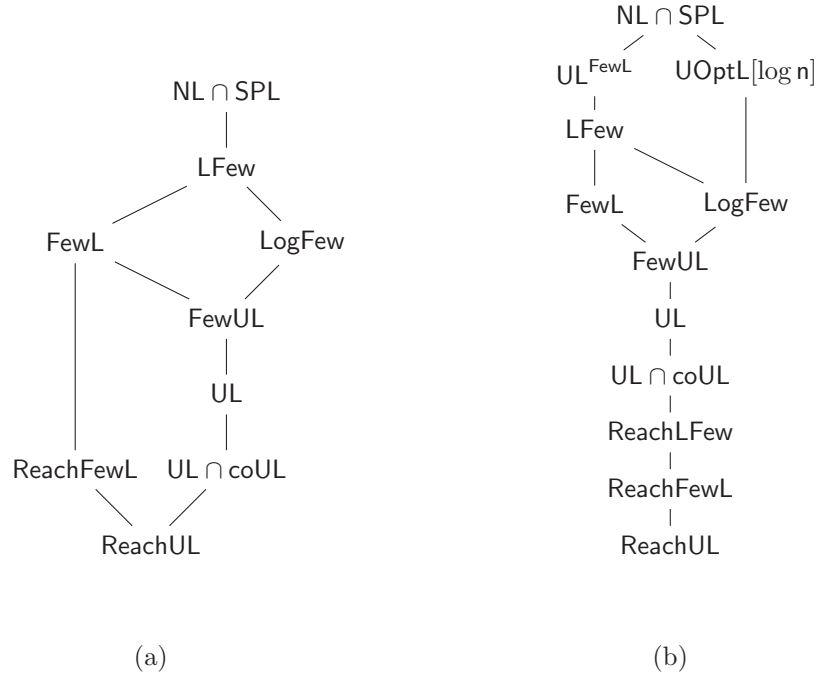 NL ∩ SPL
LFew
FewL
LogFew
FewUL
UL
ReachFewL
UL ∩ coUL
ReachUL
(a)
NL ∩ SPL
UL^FewL
UOptL[log n]
LFew
FewL
LogFew
FewUL
UL
UL ∩ coUL
ReachLFew
ReachFewL
ReachUL
(b)